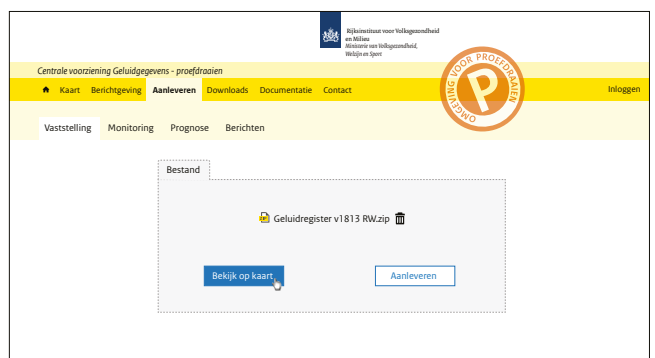 Rijksinstituut voor Volksgezondheid
en Milieu
Ministerie van Volksgezondheid,
Welzijn en Sport
Centrale voorziening Geluidgegevens - proefdraaien
OMGEVING VOOR PROEFDRAAIEN
P
Kaart Berichtgeving Aanleveren Downloads Documentatie Contact Inloggen
Vaststelling Monitoring Prognose Berichten
Bestand
ZIP Geluidregister v1813 RW.zip
Bekijk op kaart Aanleveren